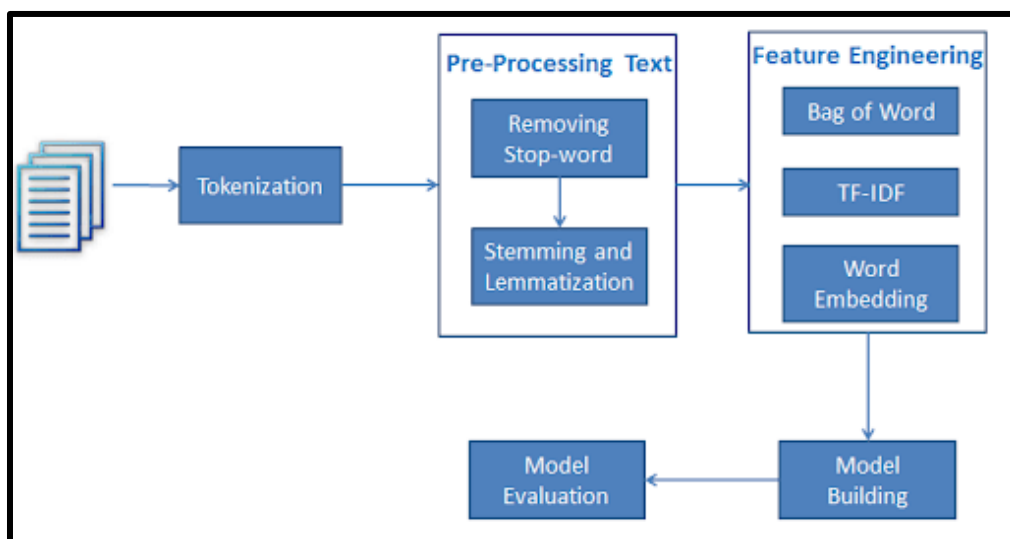 Tokenization
Pre-Processing Text
Removing
Stop-word
Stemming and
Lemmatization
Feature Engineering
Bag of Word
TF-IDF
Word
Embedding
Model
Building
Model
Evaluation